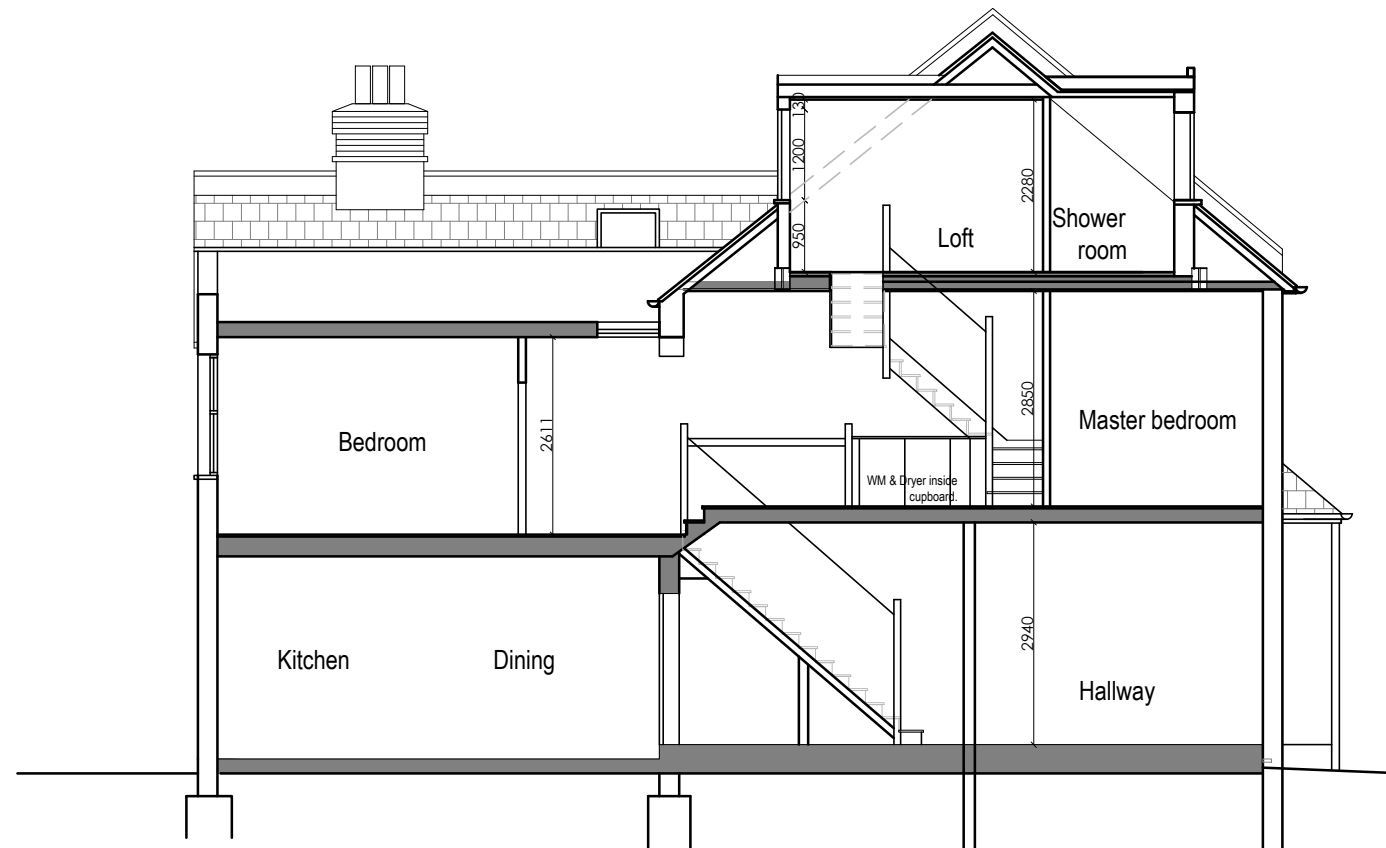 130
1200
950
2280
Loft
Shower
room
2611
2850
Bedroom
Master bedroom
WM & Dryer inside
cupboard.
2940
Kitchen
Dining
Hallway